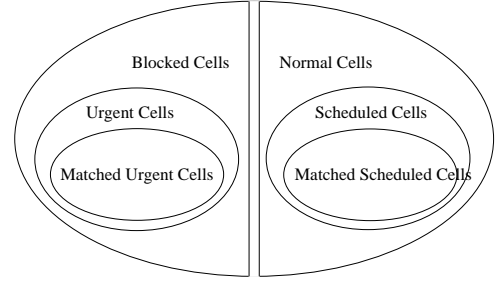 Blocked Cells
Normal Cells
Urgent Cells
Scheduled Cells
Matched Urgent Cells
Matched Scheduled Cells